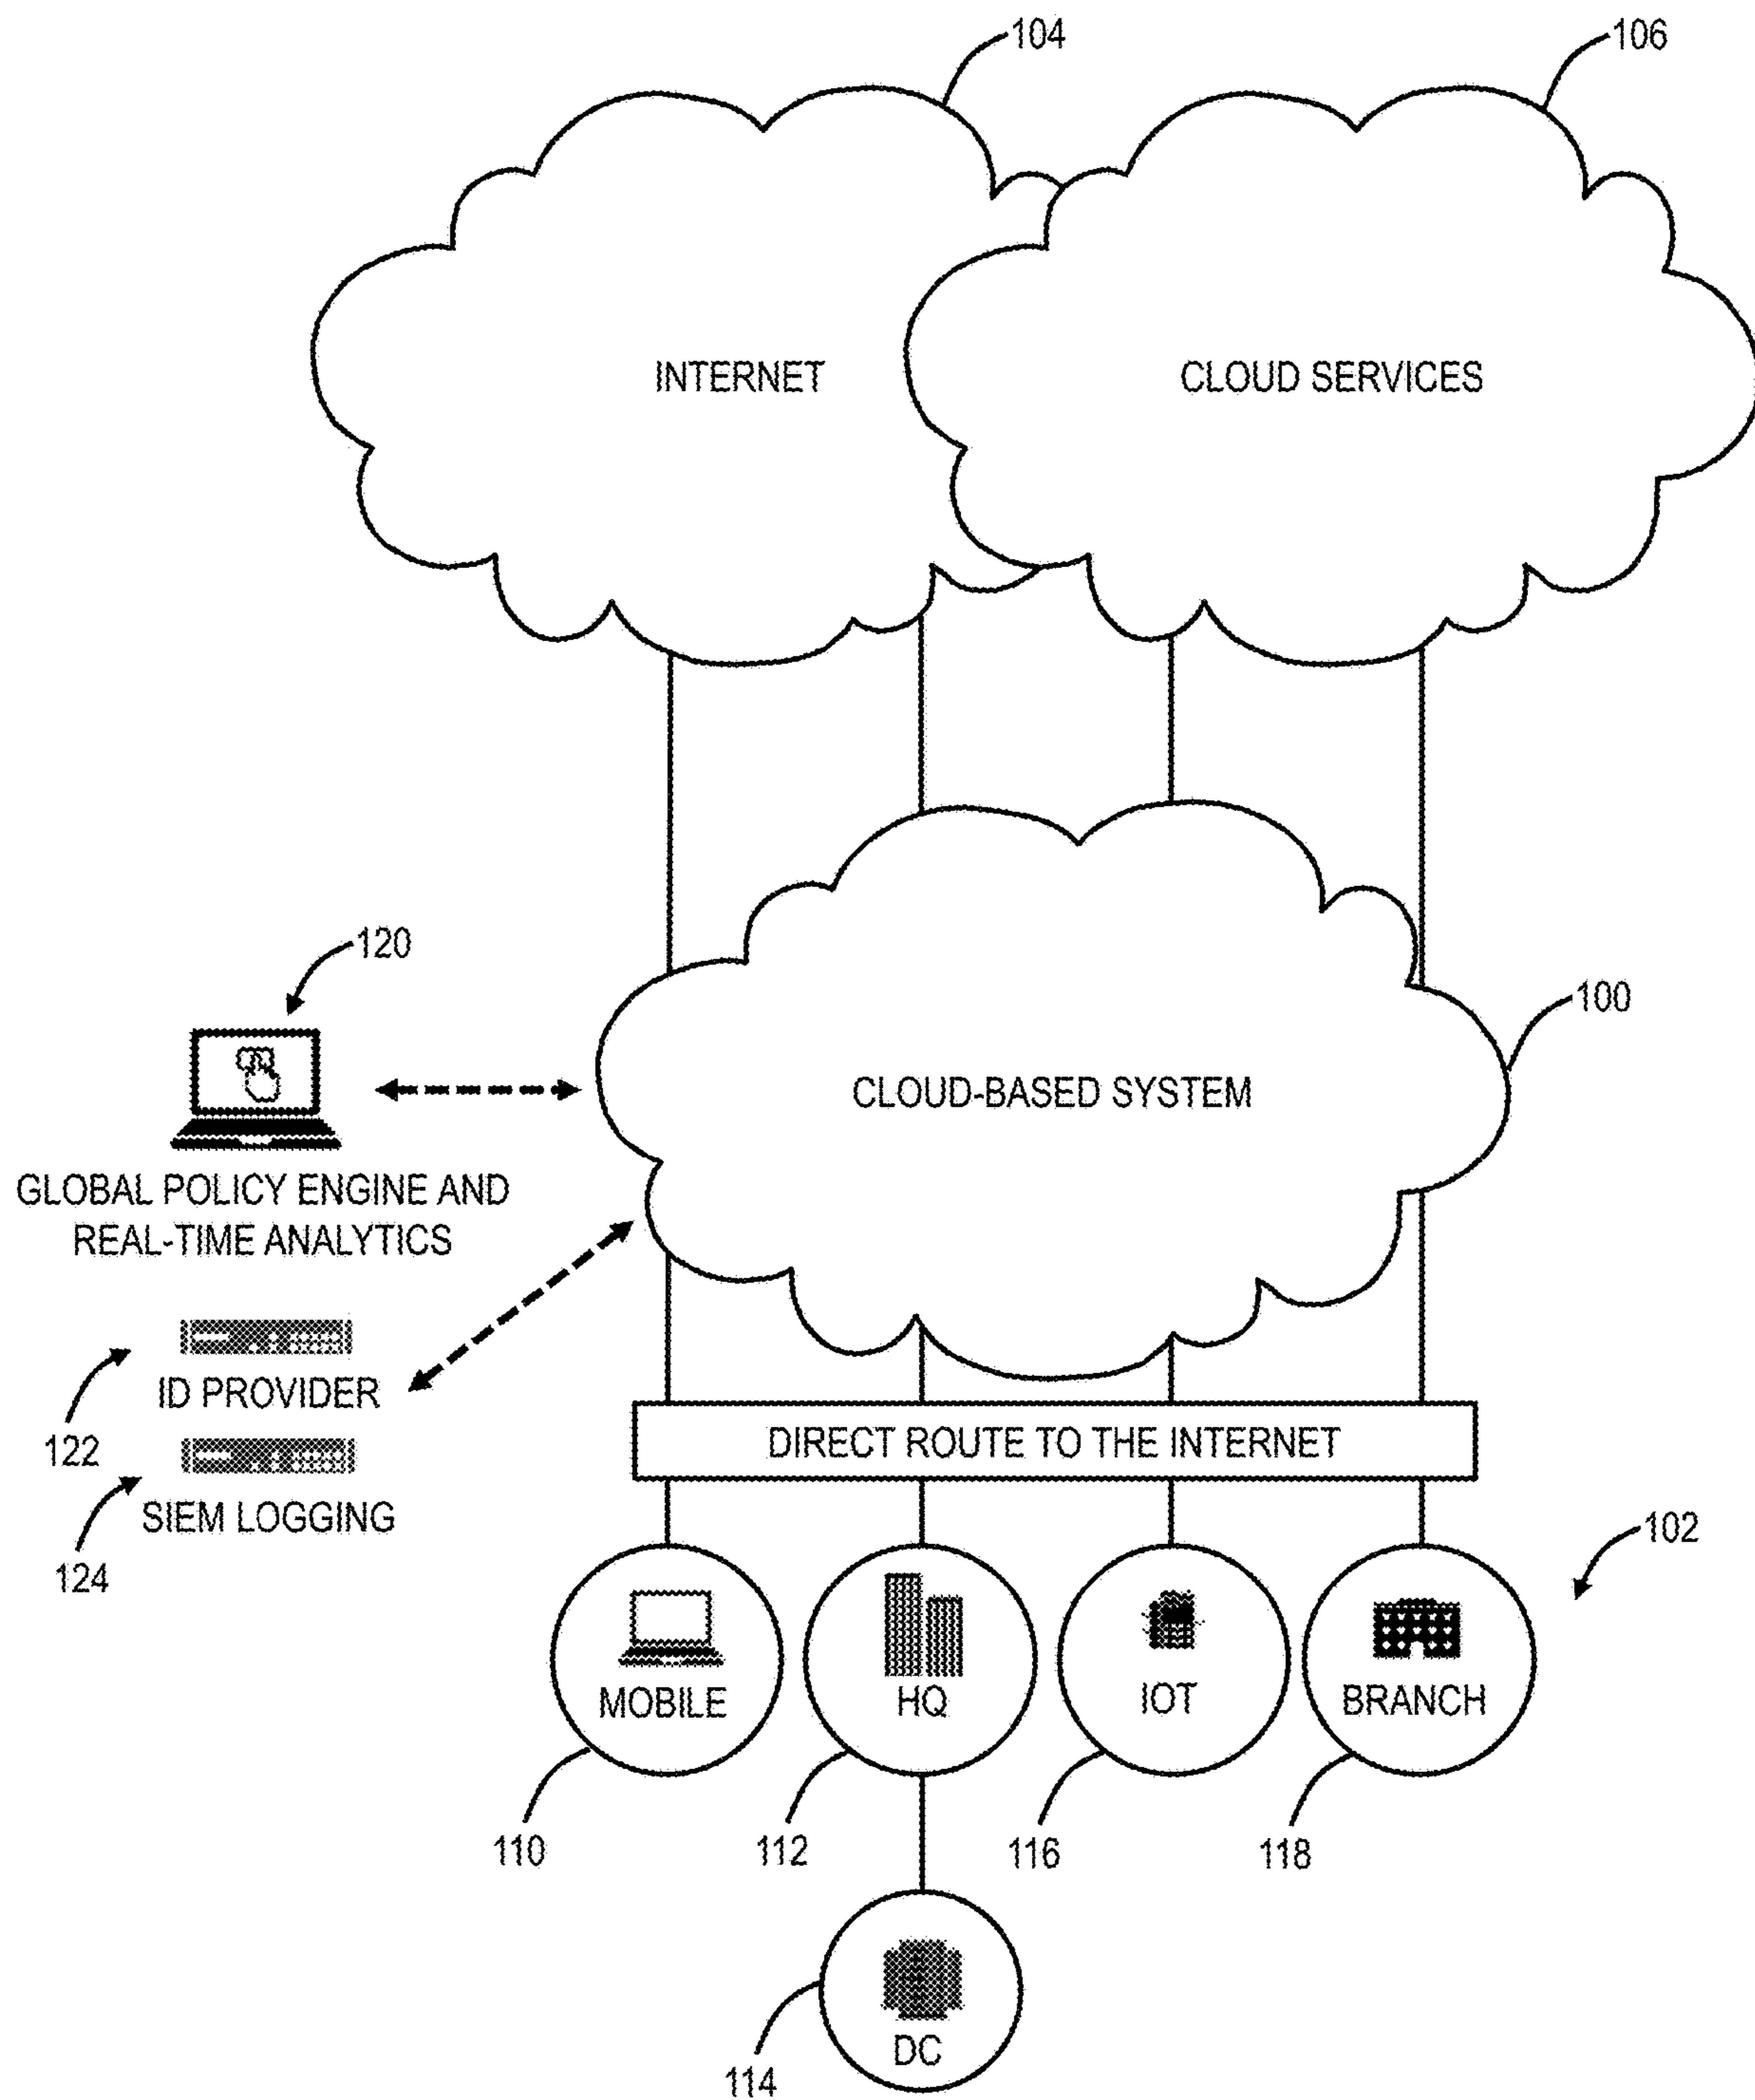 104
106
INTERNET
CLOUD SERVICES
120
100
CLOUD-BASED SYSTEM
GLOBAL POLICY ENGINE AND
REAL-TIME ANALYTICS
ID PROVIDER
122
DIRECT ROUTE TO THE INTERNET
SIEM LOGGING
124
102
MOBILE
HQ
IOT
BRANCH
110
112
116
118
DC
114